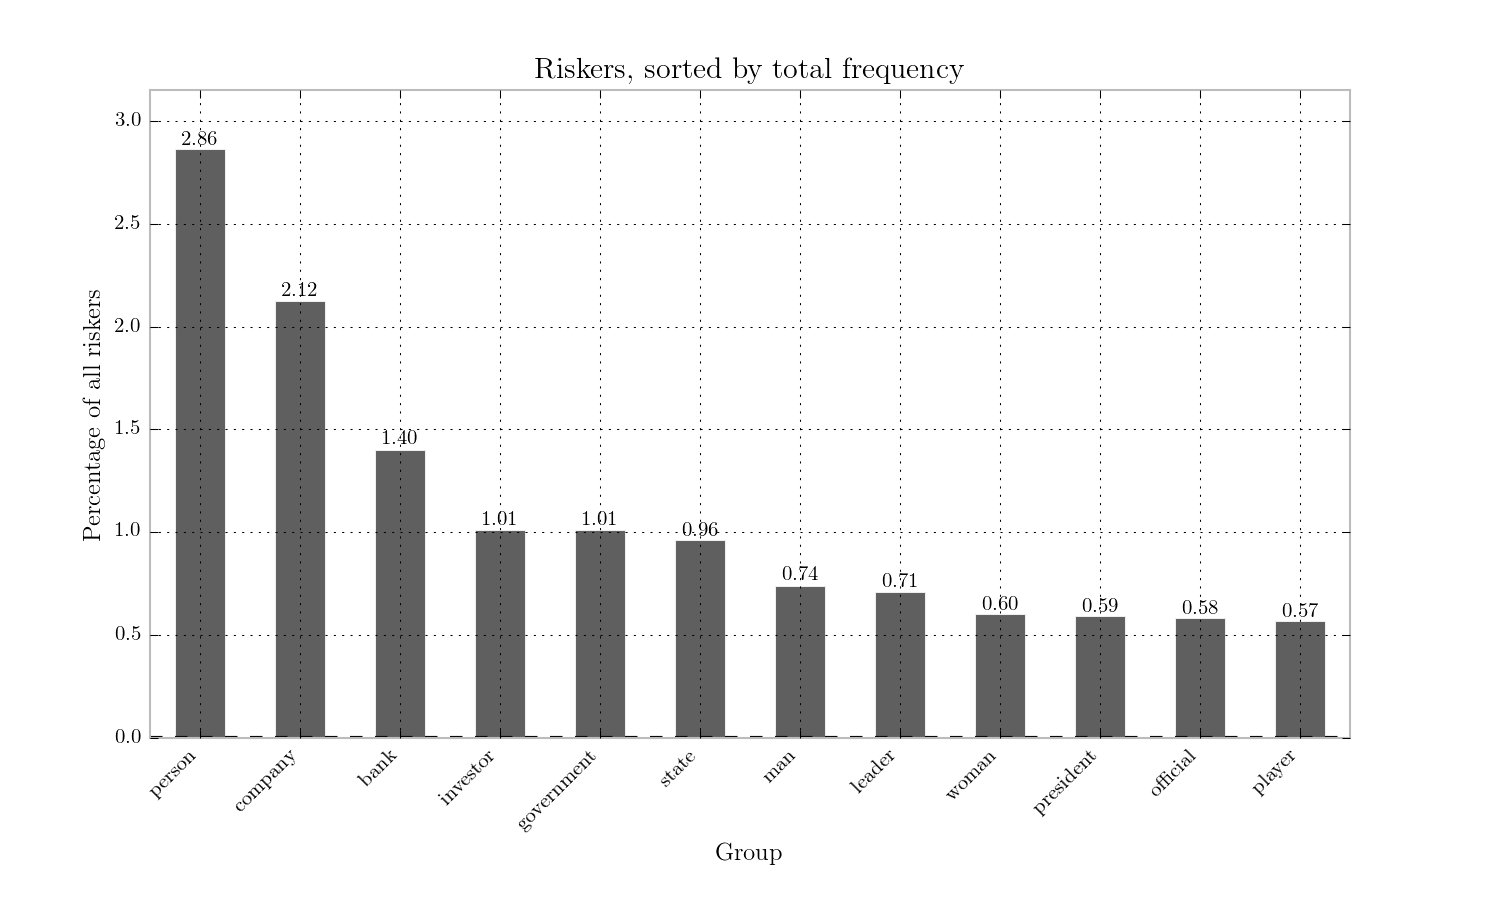 Riskers, sorted by total frequency
Percentage of all riskers
3.0
2.5
2.0
1.5
1.0
0.5
0.0
2.86
2.12
1.40
1.01
1.01
0.96
0.74
0.71
0.60
0.59
0.58
0.57
person
company
bank
investor
government
state
man
leader
woman
president
official
player
Group